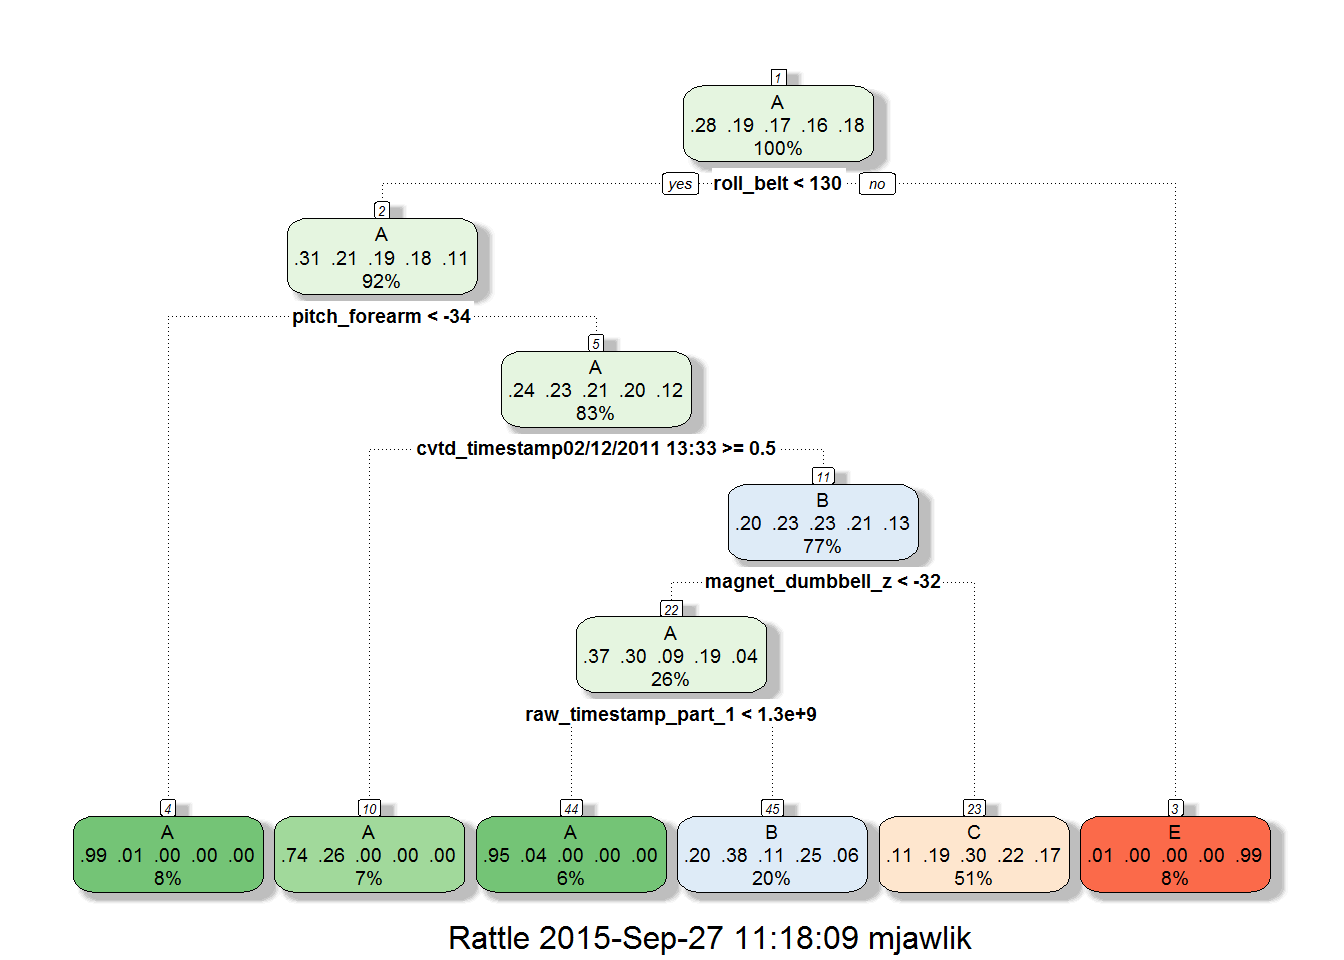 1
A
.28 .19 .17 .16 .18
100%
yes roll_belt < 130 no
2
A
.31 .21 .19 .18 .11
92%
pitch_forearm < -34
5
A
.24 .23 .21 .20 .12
83%
cvtd_timestamp02/12/2011 13:33 >= 0.5
11
B
.20 .23 .23 .21 .13
77%
magnet_dumbbell_z < -32
22
A
.37 .30 .09 .19 .04
26%
raw_timestamp_part_1 < 1.3e+9
4
A
.99 .01 .00 .00 .00
8%
10
A
.74 .26 .00 .00 .00
7%
44
A
.95 .04 .00 .00 .00
6%
45
B
.20 .38 .11 .25 .06
20%
23
C
.11 .19 .30 .22 .17
51%
3
E
.01 .00 .00 .00 .99
8%
Rattle 2015-Sep-27 11:18:09 mjawlik